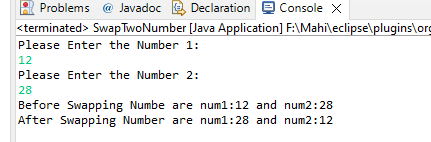 Problems @ Javadoc Declaration Console
<terminated> SwapTwoNumber [Java Application] F:\Mahi\eclipse\plugins\org
Please Enter the Number 1:
12
Please Enter the Number 2:
28
Before Swapping Numbe are num1:12 and num2:28
After Swapping Number are num1:28 and num2:12